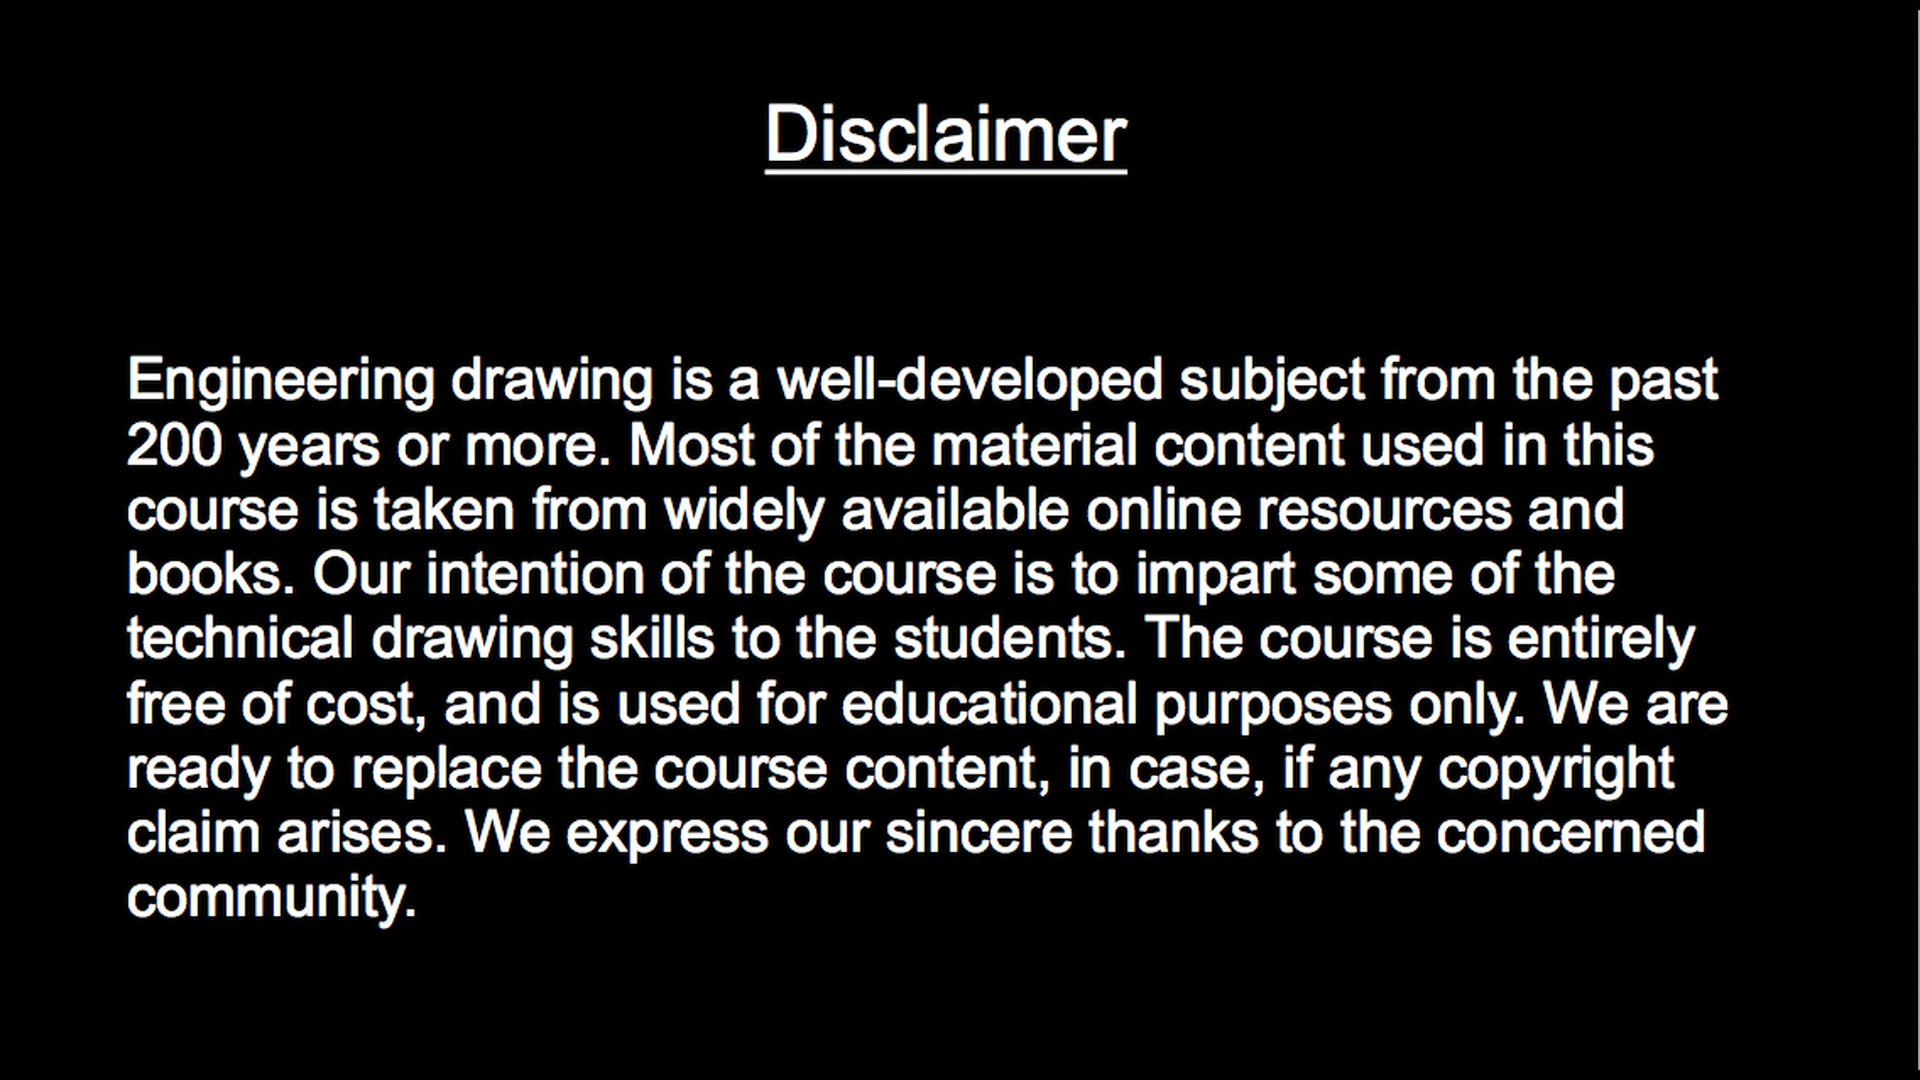 Disclaimer
Engineering drawing is a well-developed subject from the past
200 years or more. Most of the material content used in this
course is taken from widely available online resources and
books. Our intention of the course is to impart some of the
technical drawing skills to the students. The course is entirely
free of cost, and is used for educational purposes only. We are
ready to replace the course content, in case, if any copyright
claim arises. We express our sincere thanks to the concerned
community.